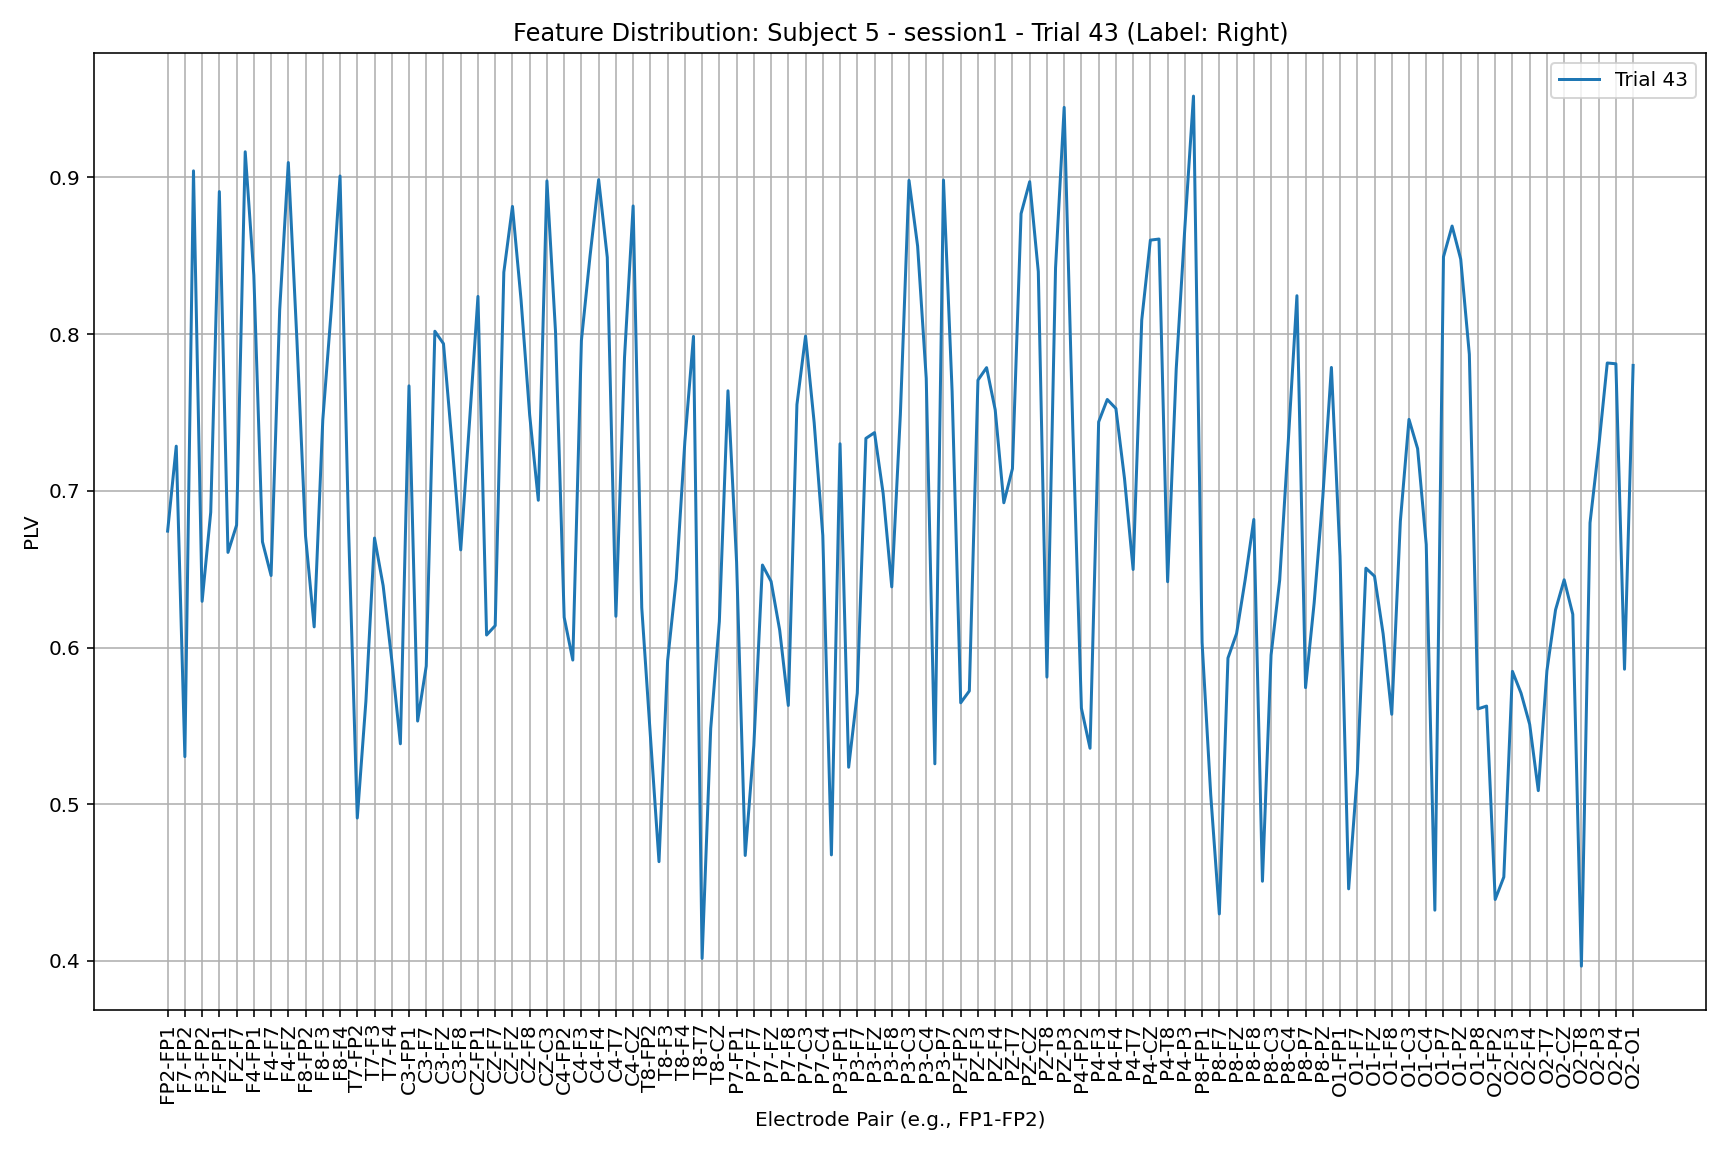 Feature Distribution: Subject 5 - session1 - Trial 43 (Label: Right)
Trial 43
PLV
0.9
0.8
0.7
0.6
0.5
0.4
FP2-FP1
F7-FP2
F3-FP2
FZ-FP1
FZ-F7
F4-FP1
F4-F7
F4-FZ
F8-FP2
F8-F3
F8-F4
T7-FP2
T7-F3
T7-F4
C3-FP1
C3-F7
C3-FZ
C3-F8
CZ-FP1
CZ-F7
CZ-FZ
CZ-F8
CZ-C3
C4-FP2
C4-F3
C4-F4
C4-T7
C4-CZ
T8-FP2
T8-F3
T8-F4
T8-T7
T8-CZ
P7-FP1
P7-F7
P7-FZ
P7-F8
P7-C3
P7-C4
P3-FP1
P3-F7
P3-FZ
P3-F8
P3-C3
P3-C4
P3-P7
PZ-FP2
PZ-F3
PZ-F4
PZ-T7
PZ-CZ
PZ-T8
PZ-P3
P4-FP2
P4-F3
P4-F4
P4-T7
P4-CZ
P4-T8
P4-P3
P8-FP1
P8-F7
P8-FZ
P8-F8
P8-C3
P8-C4
P8-P7
P8-PZ
O1-FP1
O1-F7
O1-FZ
O1-F8
O1-C3
O1-C4
O1-P7
O1-PZ
O1-P8
O2-FP2
O2-F3
O2-F4
O2-T7
O2-CZ
O2-T8
O2-P3
O2-P4
O2-O1
Electrode Pair (e.g., FP1-FP2)